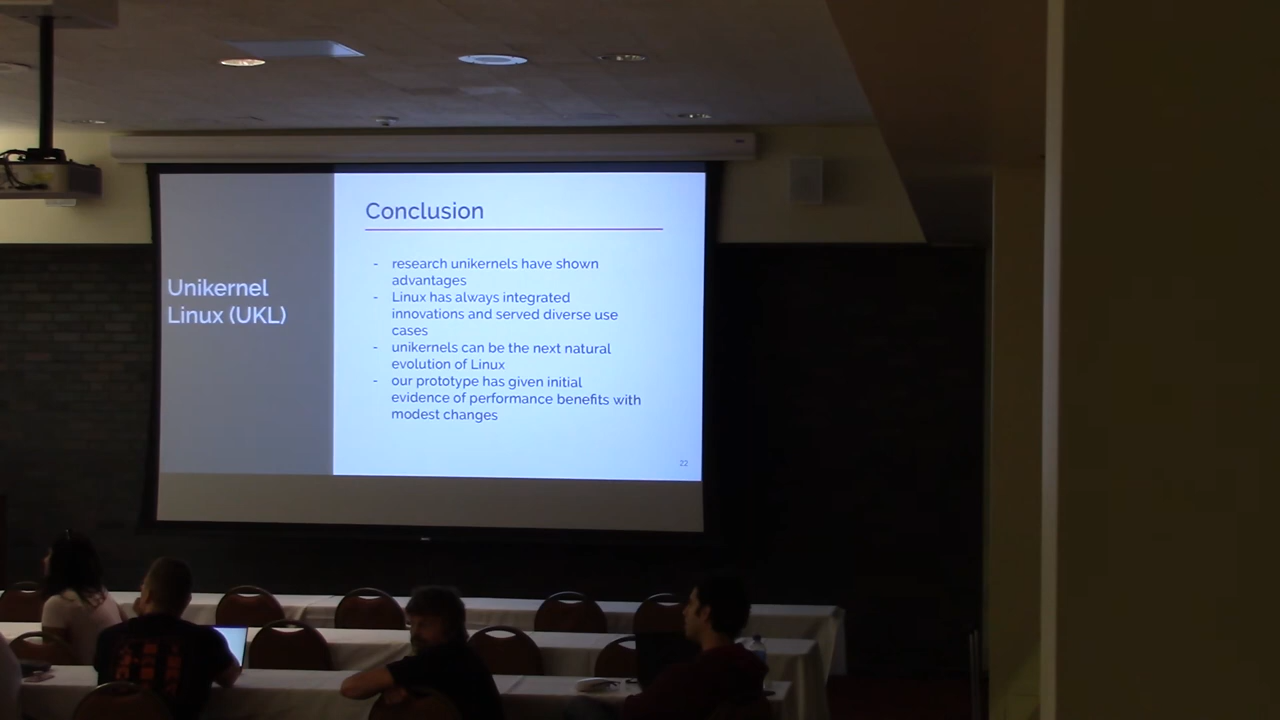 Unikernel
Linux (UKL)
Conclusion
- research unikernels have shown
advantages
- Linux has always integrated
innovations and served diverse use
cases
- unikernels can be the next natural
evolution of Linux
- our prototype has given initial
evidence of performance benefits with
modest changes
22